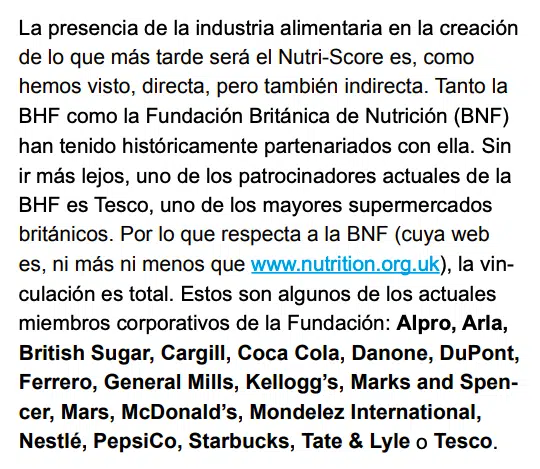 La presencia de la industria alimentaria en la creación
de lo que más tarde será el Nutri-Score es, como
hemos visto, directa, pero también indirecta. Tanto la
BHF como la Fundación Británica de Nutrición (BNF)
han tenido históricamente partenariados con ella. Sin
ir más lejos, uno de los patrocinadores actuales de la
BHF es Tesco, uno de los mayores supermercados
británicos. Por lo que respecta a la BNF (cuya web
es, ni más ni menos que www.nutrition.org.uk), la vin-
culación es total. Estos son algunos de los actuales
miembros corporativos de la Fundación: Alpro, Arla,
British Sugar, Cargill, Coca Cola, Danone, DuPont,
Ferrero, General Mills, Kellogg’s, Marks and Spen-
cer, Mars, McDonald’s, Mondelez International,
Nestlé, PepsiCo, Starbucks, Tate & Lyle o Tesco.